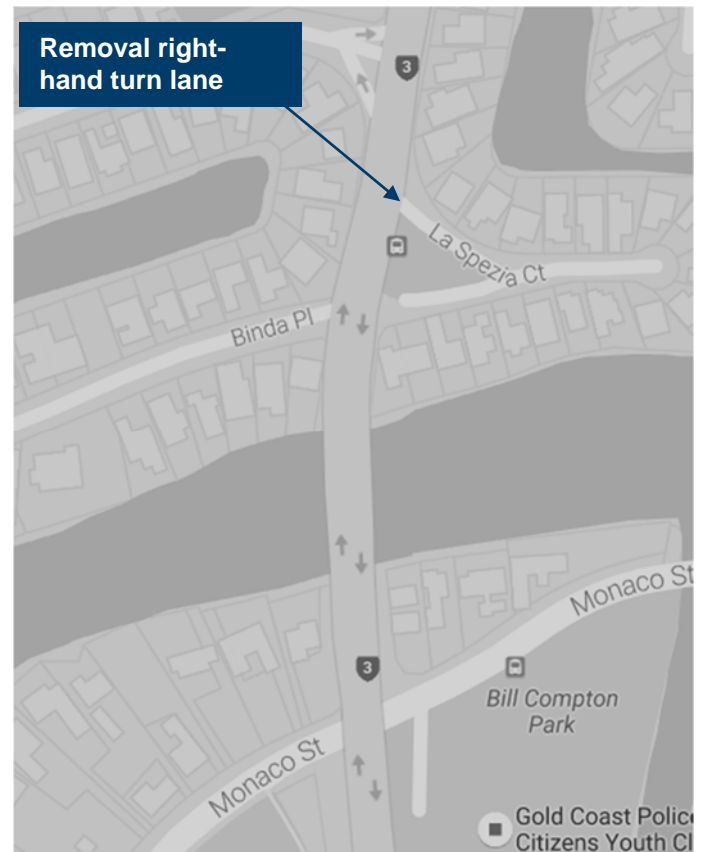 Removal right-
hand turn lane
3
La Spezia Ct
Binda Pl
Monaco St
3
Bill Compton
Park
Monaco St
Gold Coast Police
Citizens Youth Cl